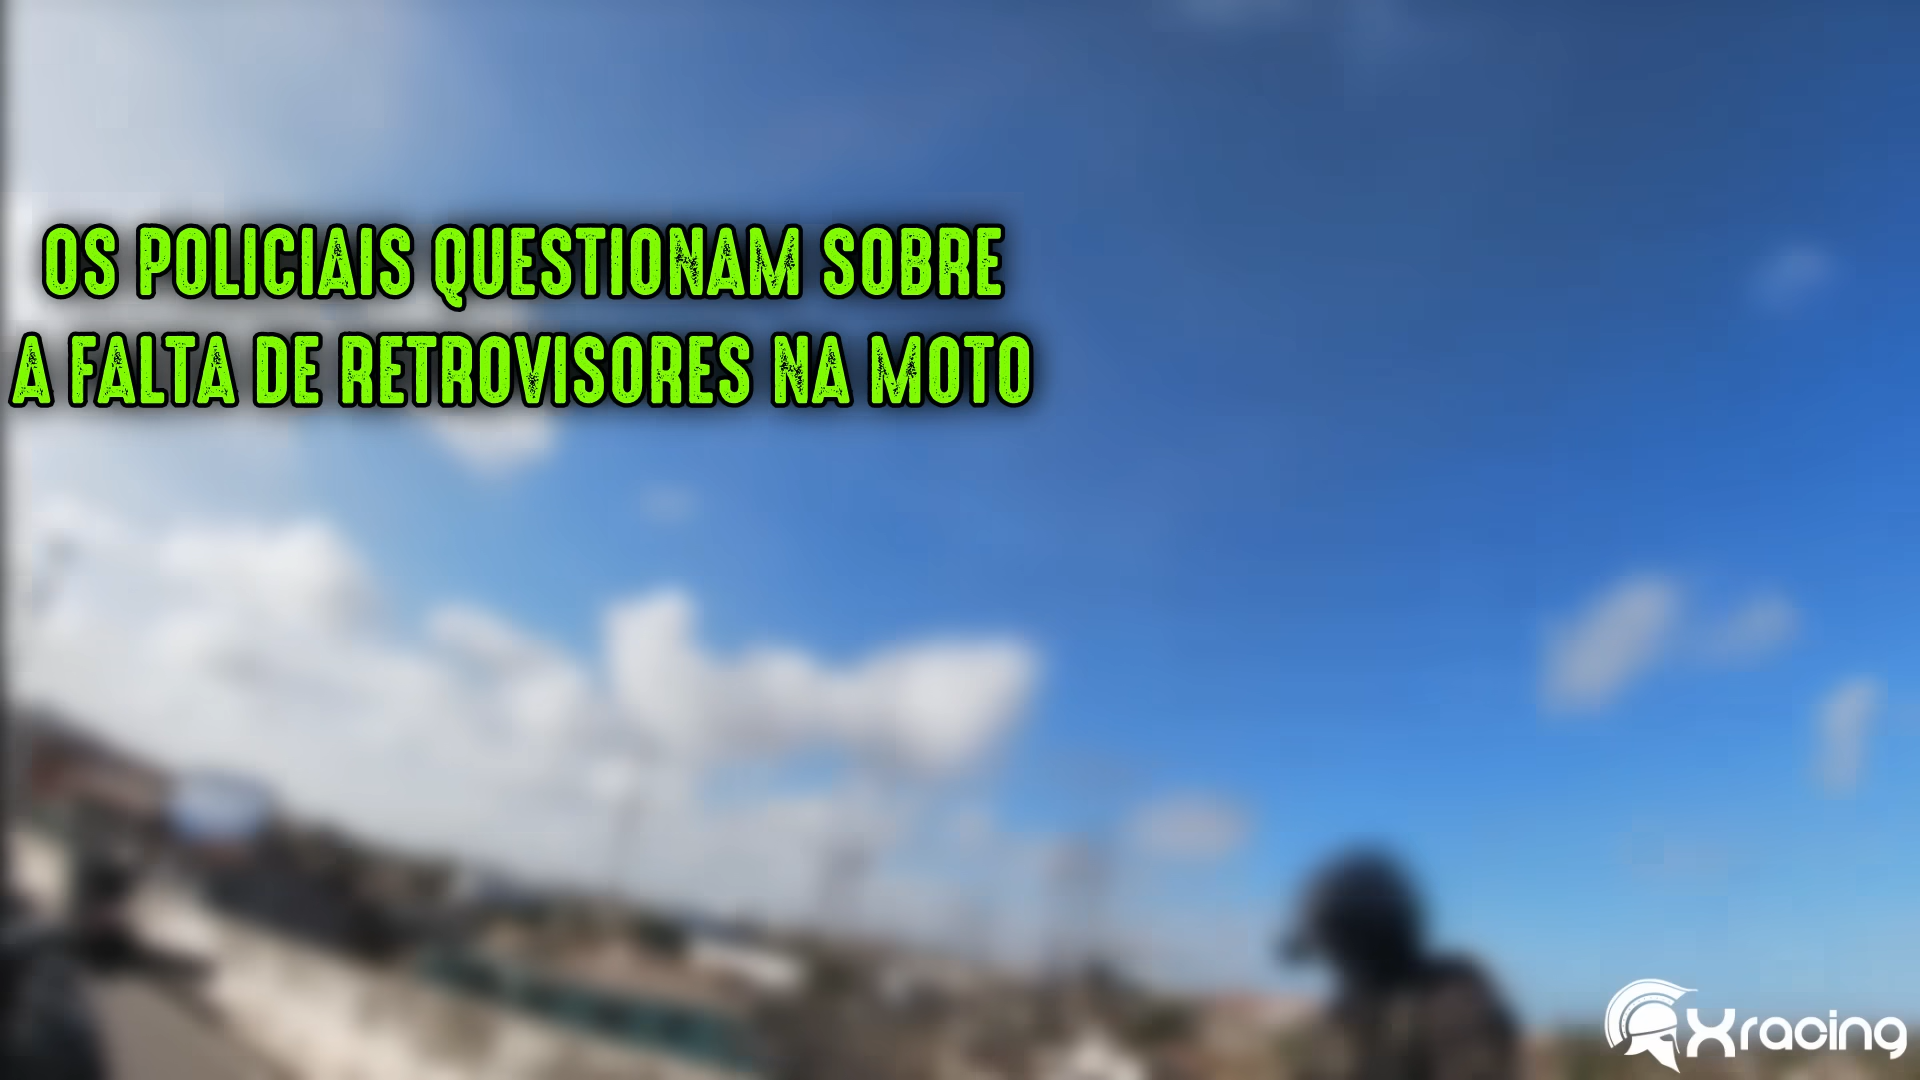 OS POLICIAIS QUESTIONAM SOBRE
A FALTA DE RETROVISORES NA MOTO
Xracing